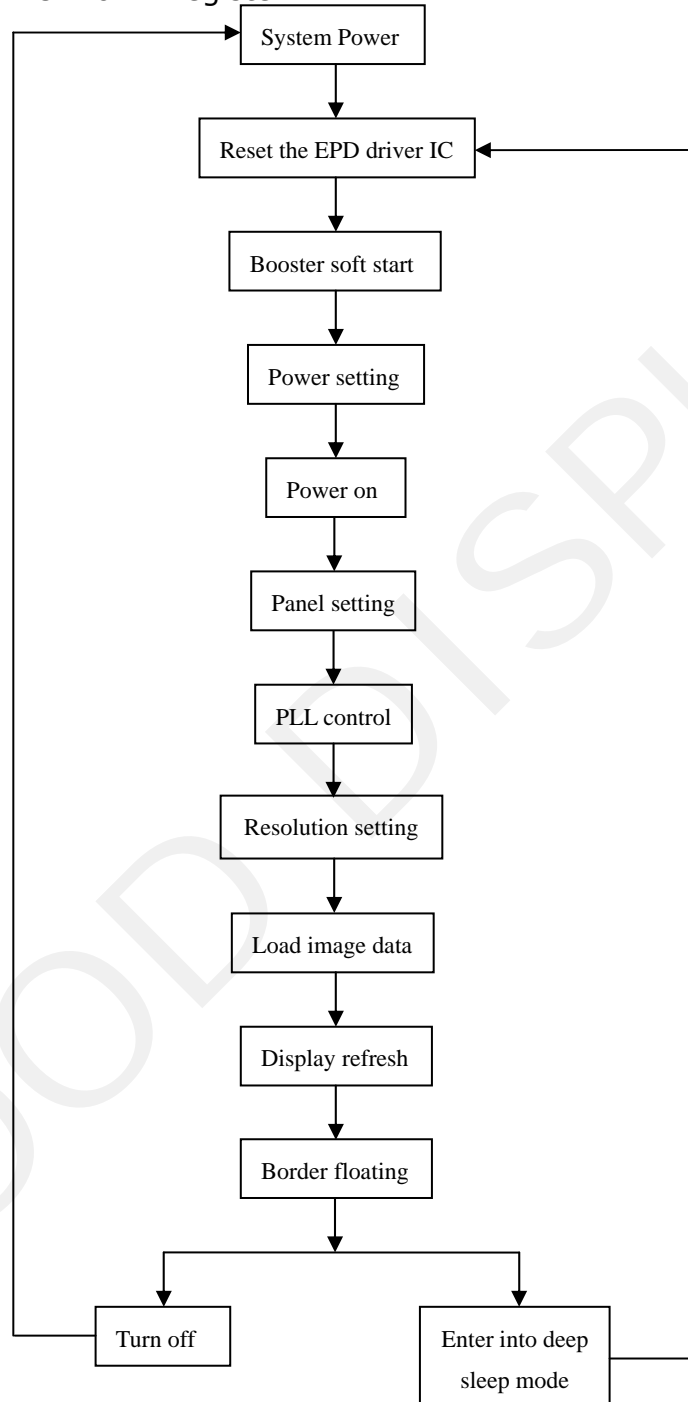 System Power
Reset the EPD driver IC
Booster soft start
Power setting
Power on
Panel setting
PLL control
Resolution setting
Load image data
Display refresh
Border floating
Turn off
Enter into deep
sleep mode